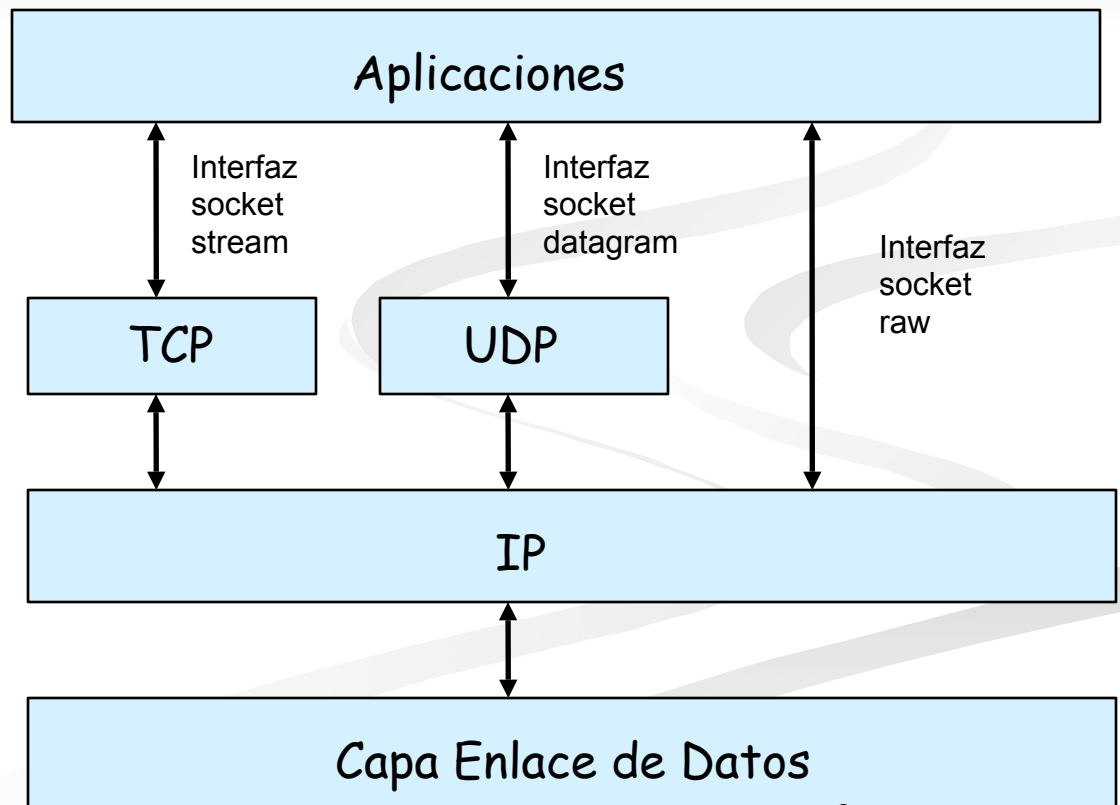 Aplicaciones
Interfaz
socket
stream
Interfaz
socket
datagram
Interfaz
socket
raw
TCP
UDP
IP
Capa Enlace de Datos